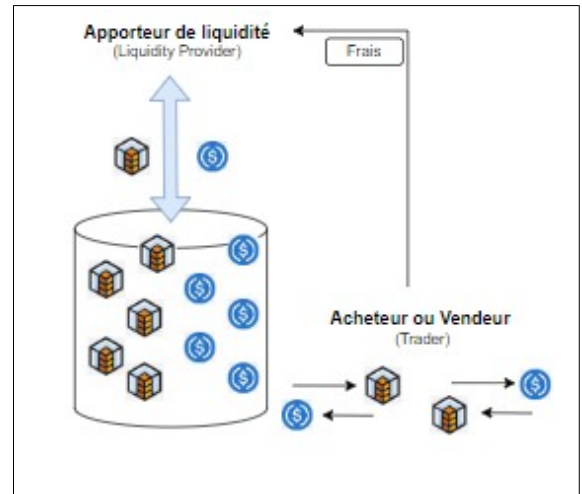 Apporteur de liquidité
(Liquidity Provider)
Frais
Acheteur ou Vendeur
(Trader)